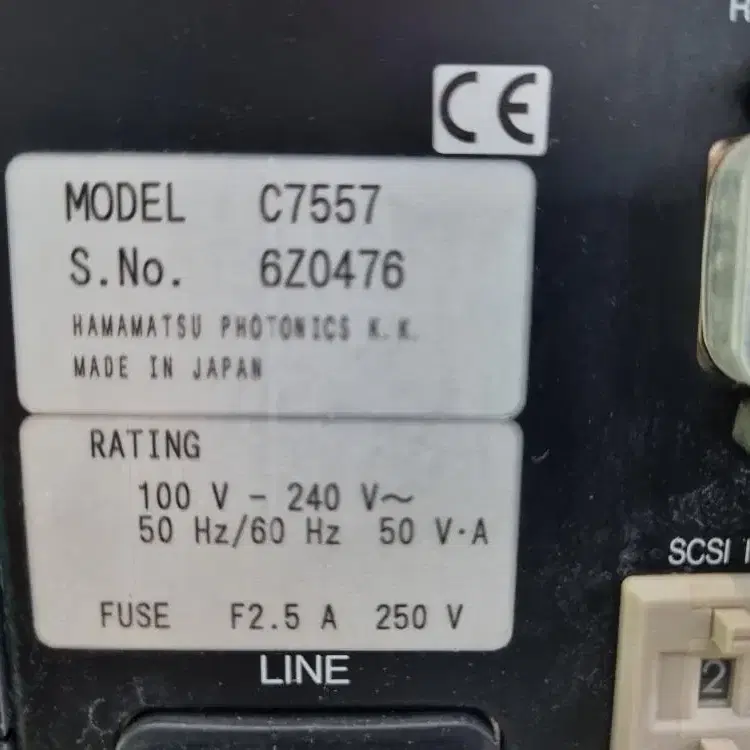 R
CE
MODEL C7557
S.No. 6Z0476
HAMAMATSU PHOTONICS K.K.
MADE IN JAPAN
RATING
100 V - 240 V～
50 Hz/60 Hz 50 V·A
FUSE F2.5 A 250 V
LINE
SCSI
2